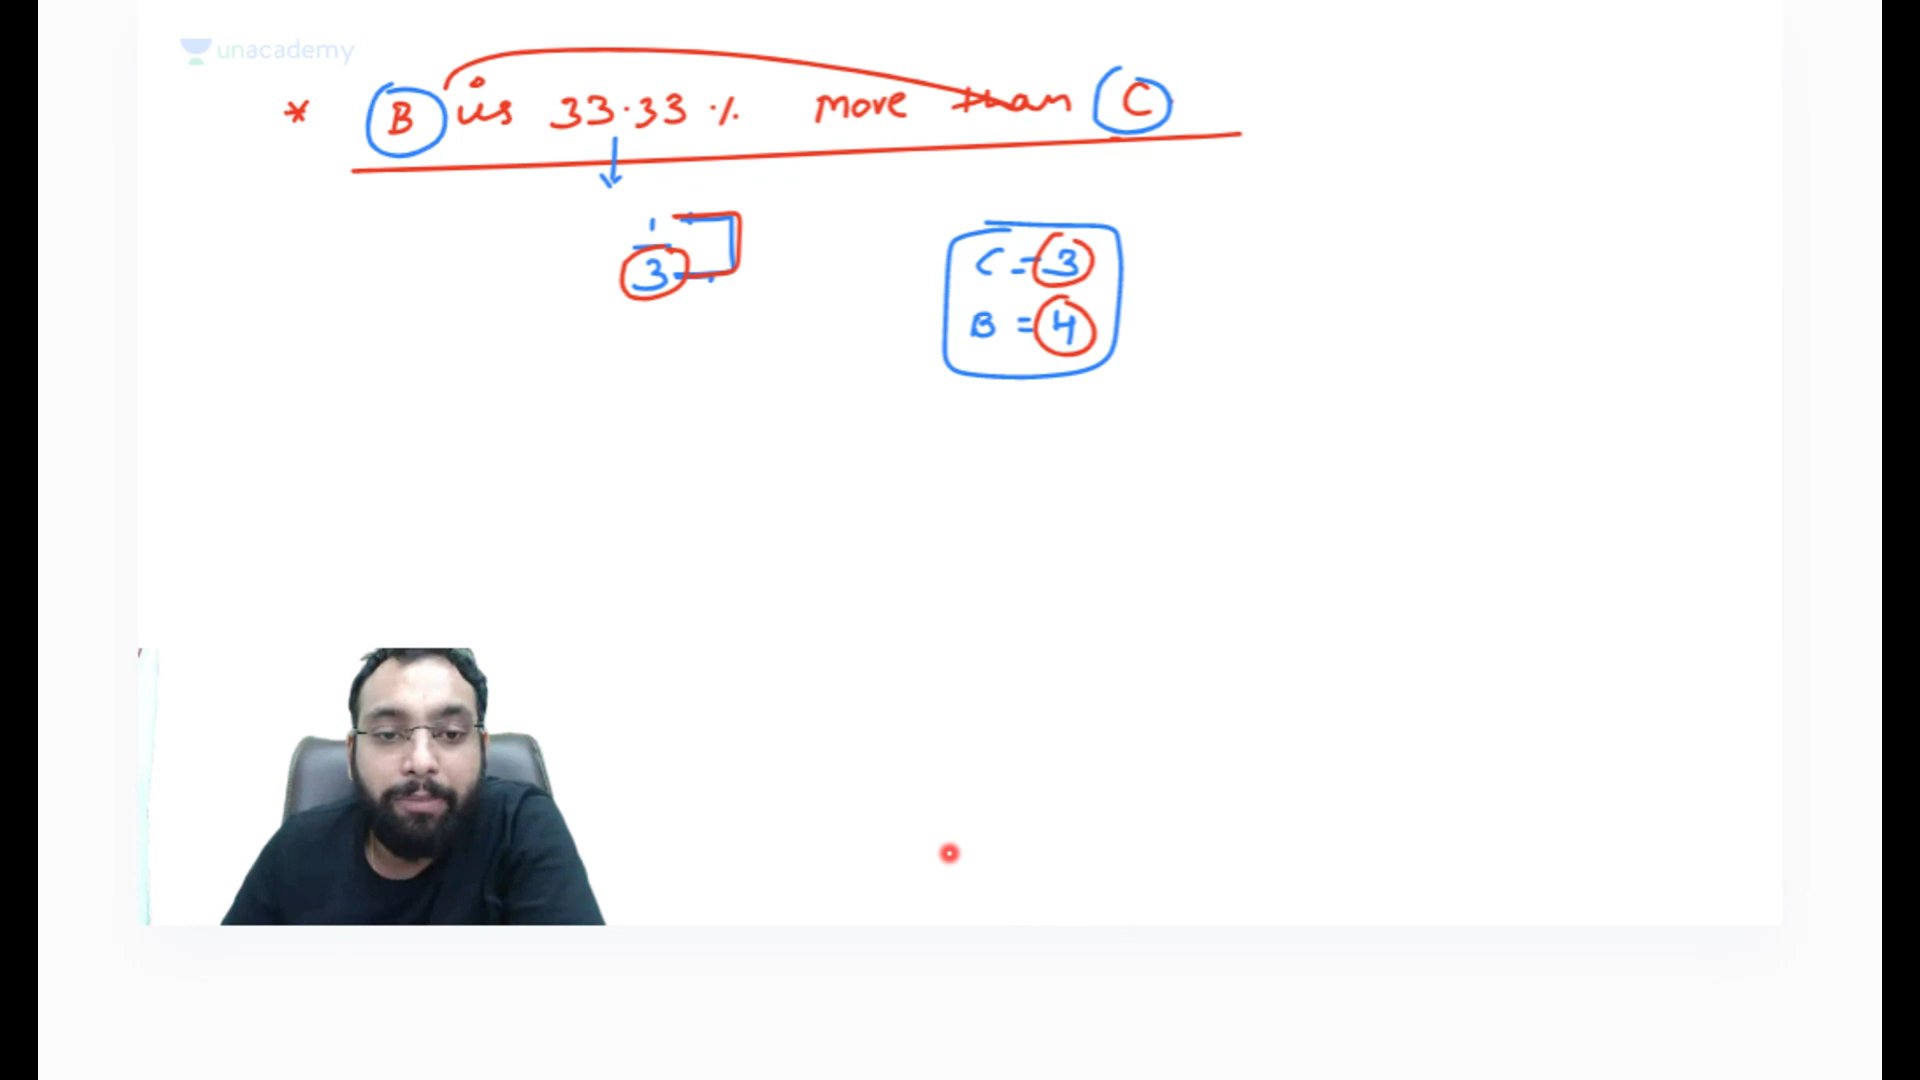 unacademy
* B is 33.33 % more than C
1
3
C = 3
B = 4